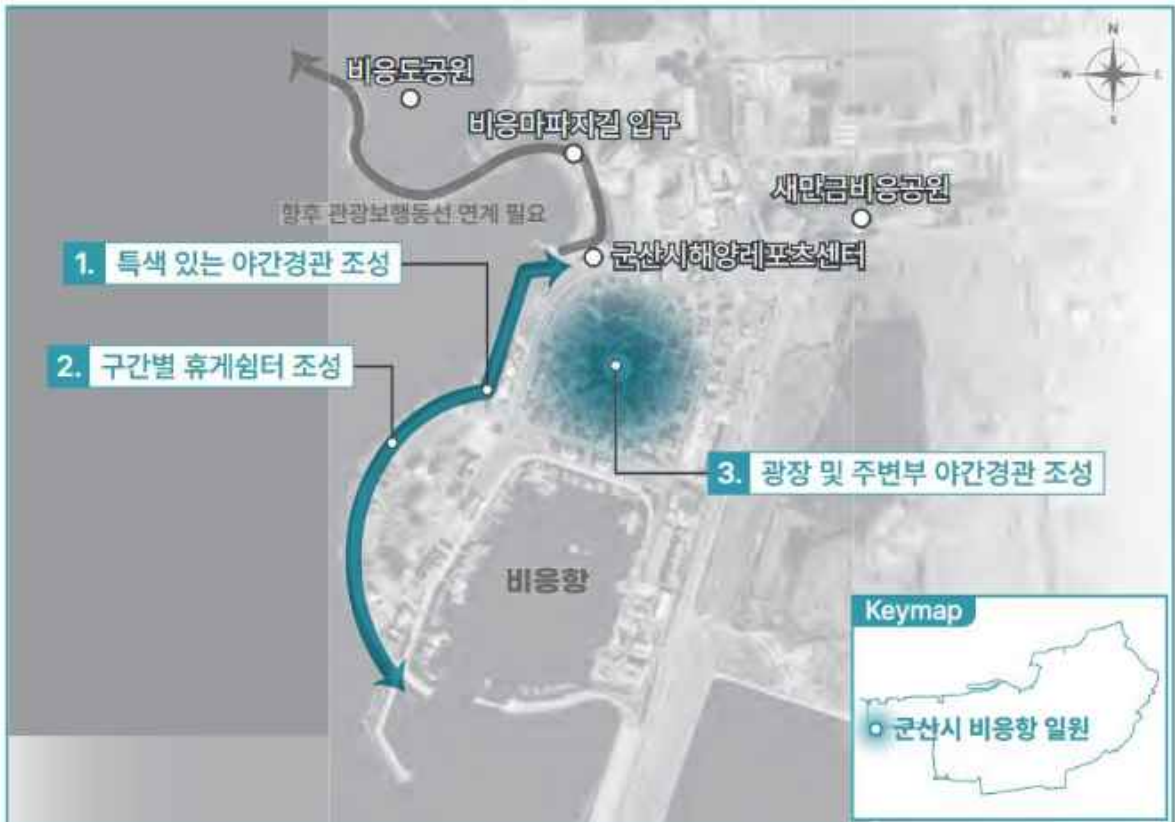 N
W E
S
비응도공원
비응마파지길 입구
새만금비응공원
향후 관광보행동선 연계 필요
군산시해양레포츠센터
1. 특색 있는 야간경관 조성
2. 구간별 휴게쉼터 조성
3. 광장 및 주변부 야간경관 조성
비응항
Keymap
군산시 비응항 일원